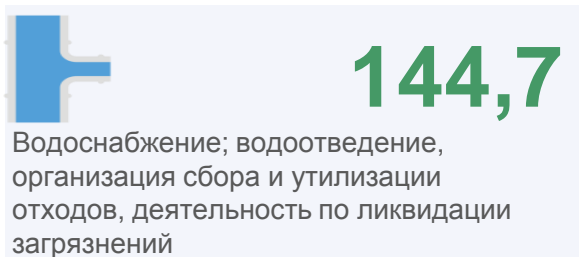 144,7
Водоснабжение; водоотведение,
организация сбора и утилизации
отходов, деятельность по ликвидации
загрязнений